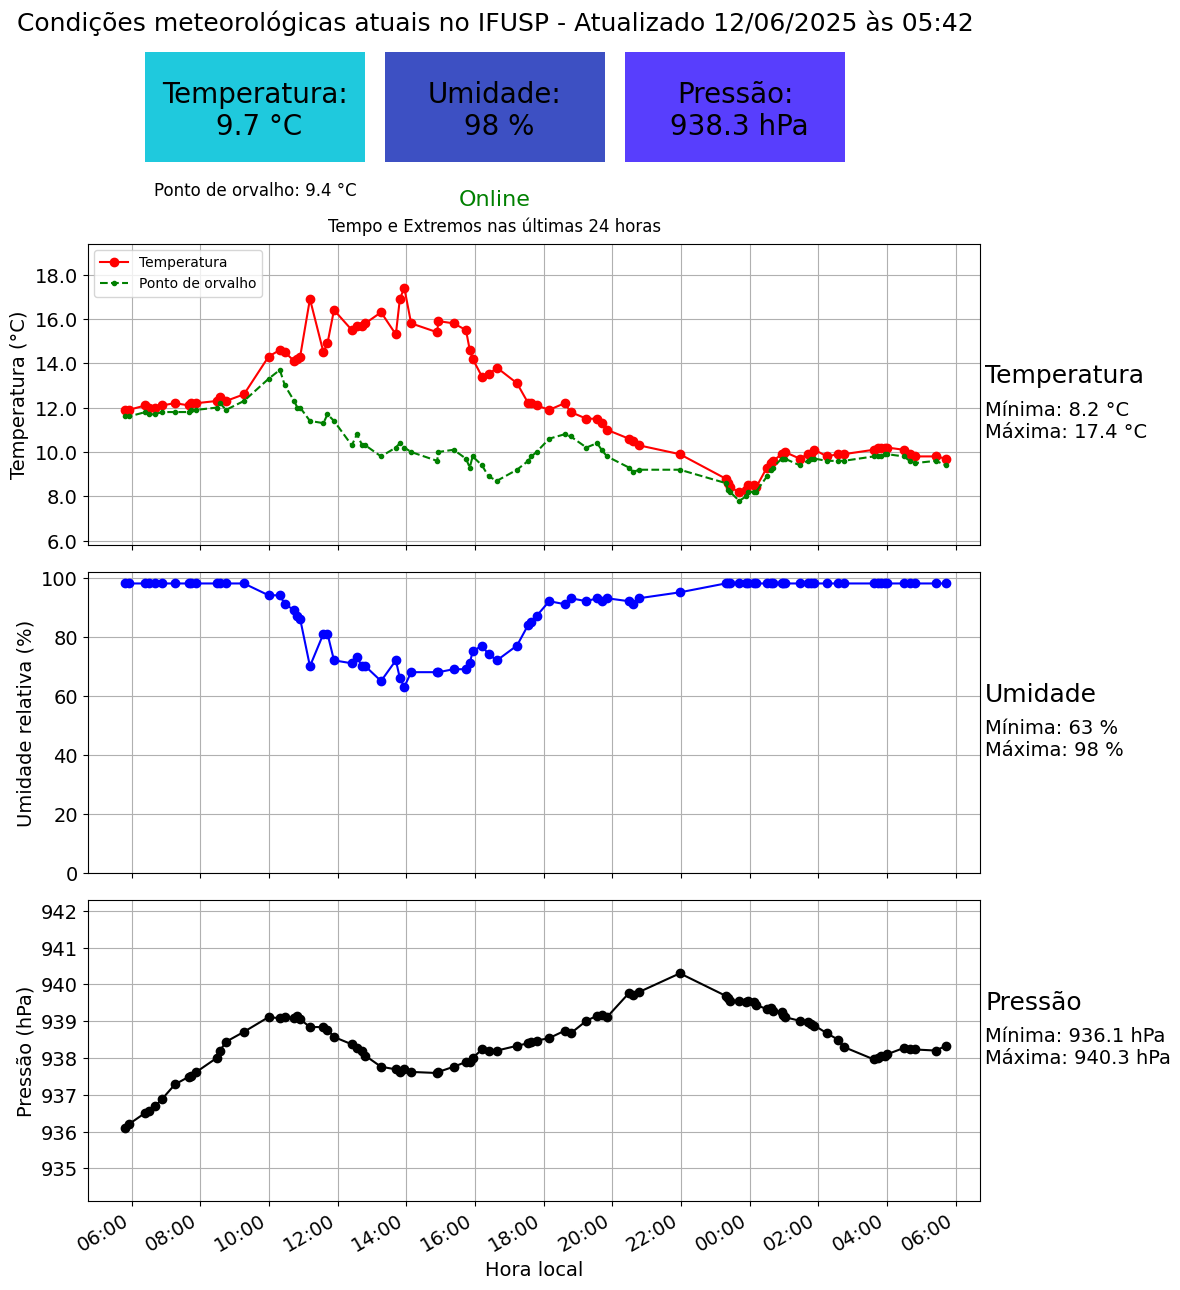 Condições meteorológicas atuais no IFUSP - Atualizado 12/06/2025 às 05:42
Temperatura:
9.7 °C
Umidade:
98 %
Pressão:
938.3 hPa
Ponto de orvalho: 9.4 °C
Online
Tempo e Extremos nas últimas 24 horas
Temperatura
Ponto de orvalho
Temperatura (°C)
18.0
16.0
14.0
12.0
10.0
8.0
6.0
Temperatura
Mínima: 8.2 °C
Máxima: 17.4 °C
Umidade relativa (%)
100
80
60
40
20
0
Umidade
Mínima: 63 %
Máxima: 98 %
Pressão (hPa)
942
941
940
939
938
937
936
935
Pressão
Mínima: 936.1 hPa
Máxima: 940.3 hPa
06:00 08:00 10:00 12:00 14:00 16:00 18:00 20:00 22:00 00:00 02:00 04:00 06:00
Hora local